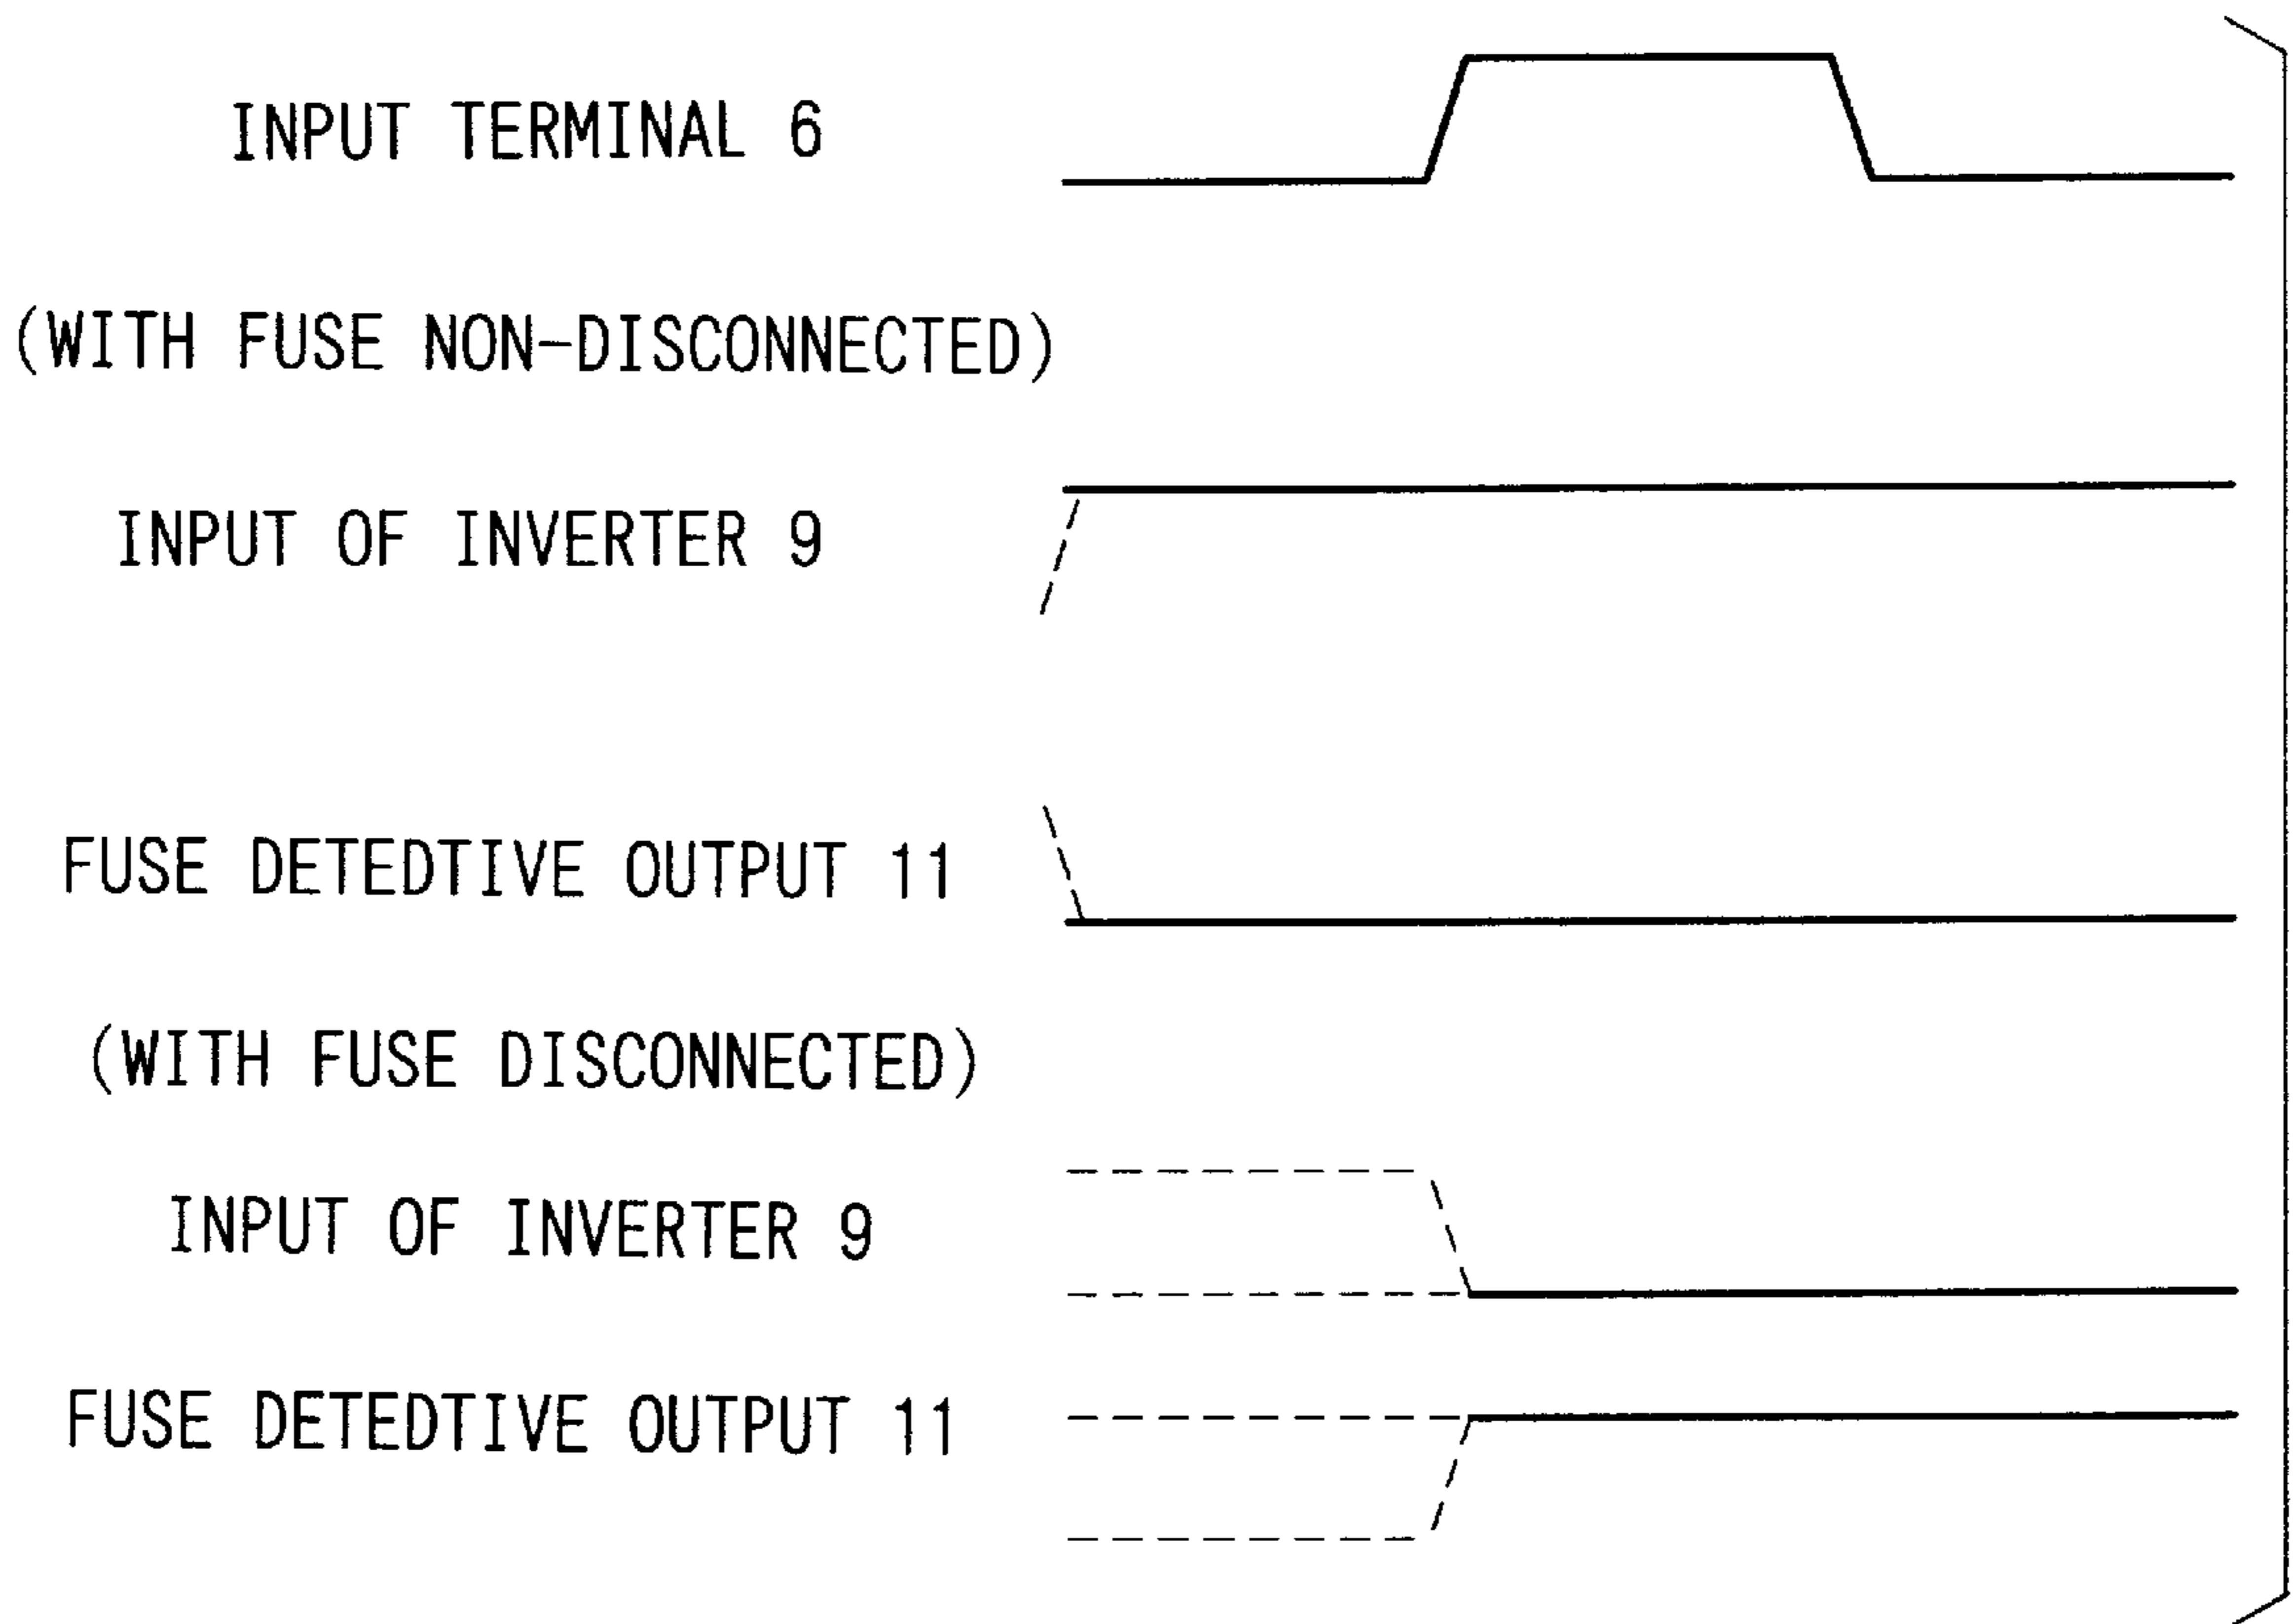 INPUT TERMINAL 6
(WITH FUSE NON-DISCONNECTED)
INPUT OF INVERTER 9
FUSE DETEDTIVE OUTPUT 11
(WITH FUSE DISCONNECTED)
INPUT OF INVERTER 9
FUSE DETEDTIVE OUTPUT 11